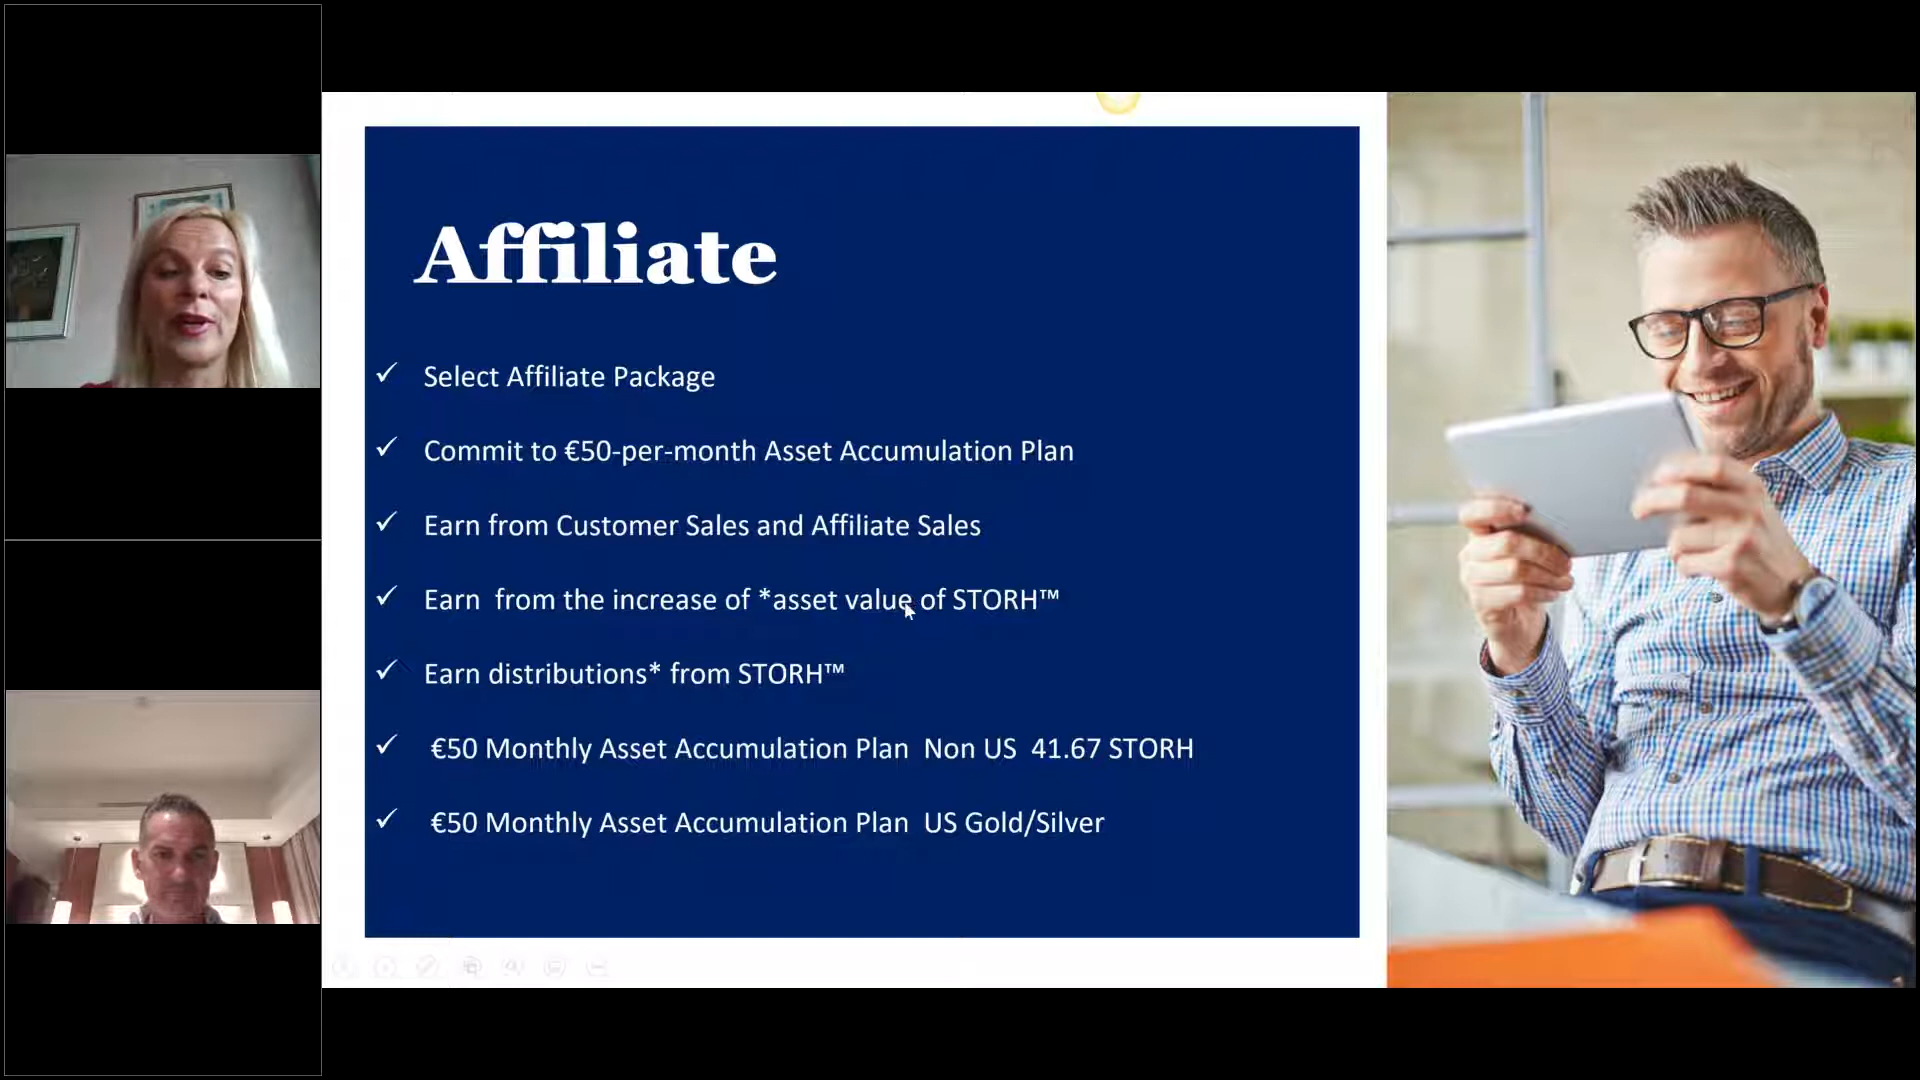 Affiliate
Select Affiliate Package
Commit to €50-per-month Asset Accumulation Plan
Earn from Customer Sales and Affiliate Sales
Earn from the increase of *asset value of STORH™
Earn distributions* from STORH™
€50 Monthly Asset Accumulation Plan Non US 41.67 STORH
€50 Monthly Asset Accumulation Plan US Gold/Silver